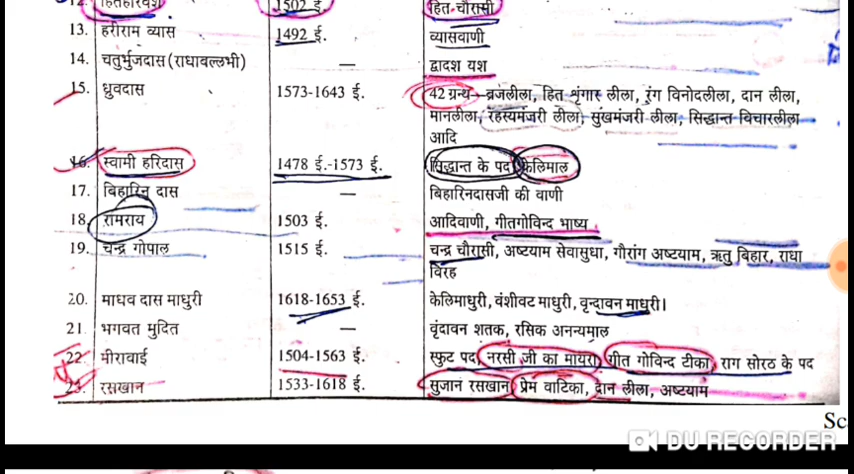 12. हितहरिवंश 1502 ई. हित चौरासी
13. हरीराम व्यास 1492 ई. व्यासवाणी
14. चतुर्भुजदास (राधावल्लभी) — द्वादश यश
15. ध्रुवदास 1573-1643 ई. 42 ग्रन्थ—व्रजलीला, हित शृंगार लीला, रंग विनोदलीला, दान लीला,
मानलीला, रहस्यमंजरी लीला, सुखमंजरी लीला, सिद्धान्त विचारलीला
आदि
16. स्वामी हरिदास 1478 ई.-1573 ई. सिद्धान्त के पद, केलिमाल
17. बिहारिन दास — बिहारिनदासजी की वाणी
18. रामराय 1503 ई. आदिवाणी, गीतगोविन्द भाष्य
19. चन्द्र गोपाल 1515 ई. चन्द्र चौरासी, अष्टयाम सेवासुधा, गौरांग अष्टयाम, ऋतु बिहार, राधा
विरह
20. माधव दास माधुरी 1618-1653 ई. केलिमाधुरी, वंशीवट माधुरी, वृन्दावन माधुरी।
21. भगवत मुदित — वृंदावन शतक, रसिक अनन्यमाल
22. मीराबाई 1504-1563 ई. स्फुट पद, नरसी जी का मायरा, गीत गोविन्द टीका, राग सोरठ के पद
23. रसखान 1533-1618 ई. सुजान रसखान, प्रेम वाटिका, दान लीला, अष्टयाम
Sc
DU RECORDER